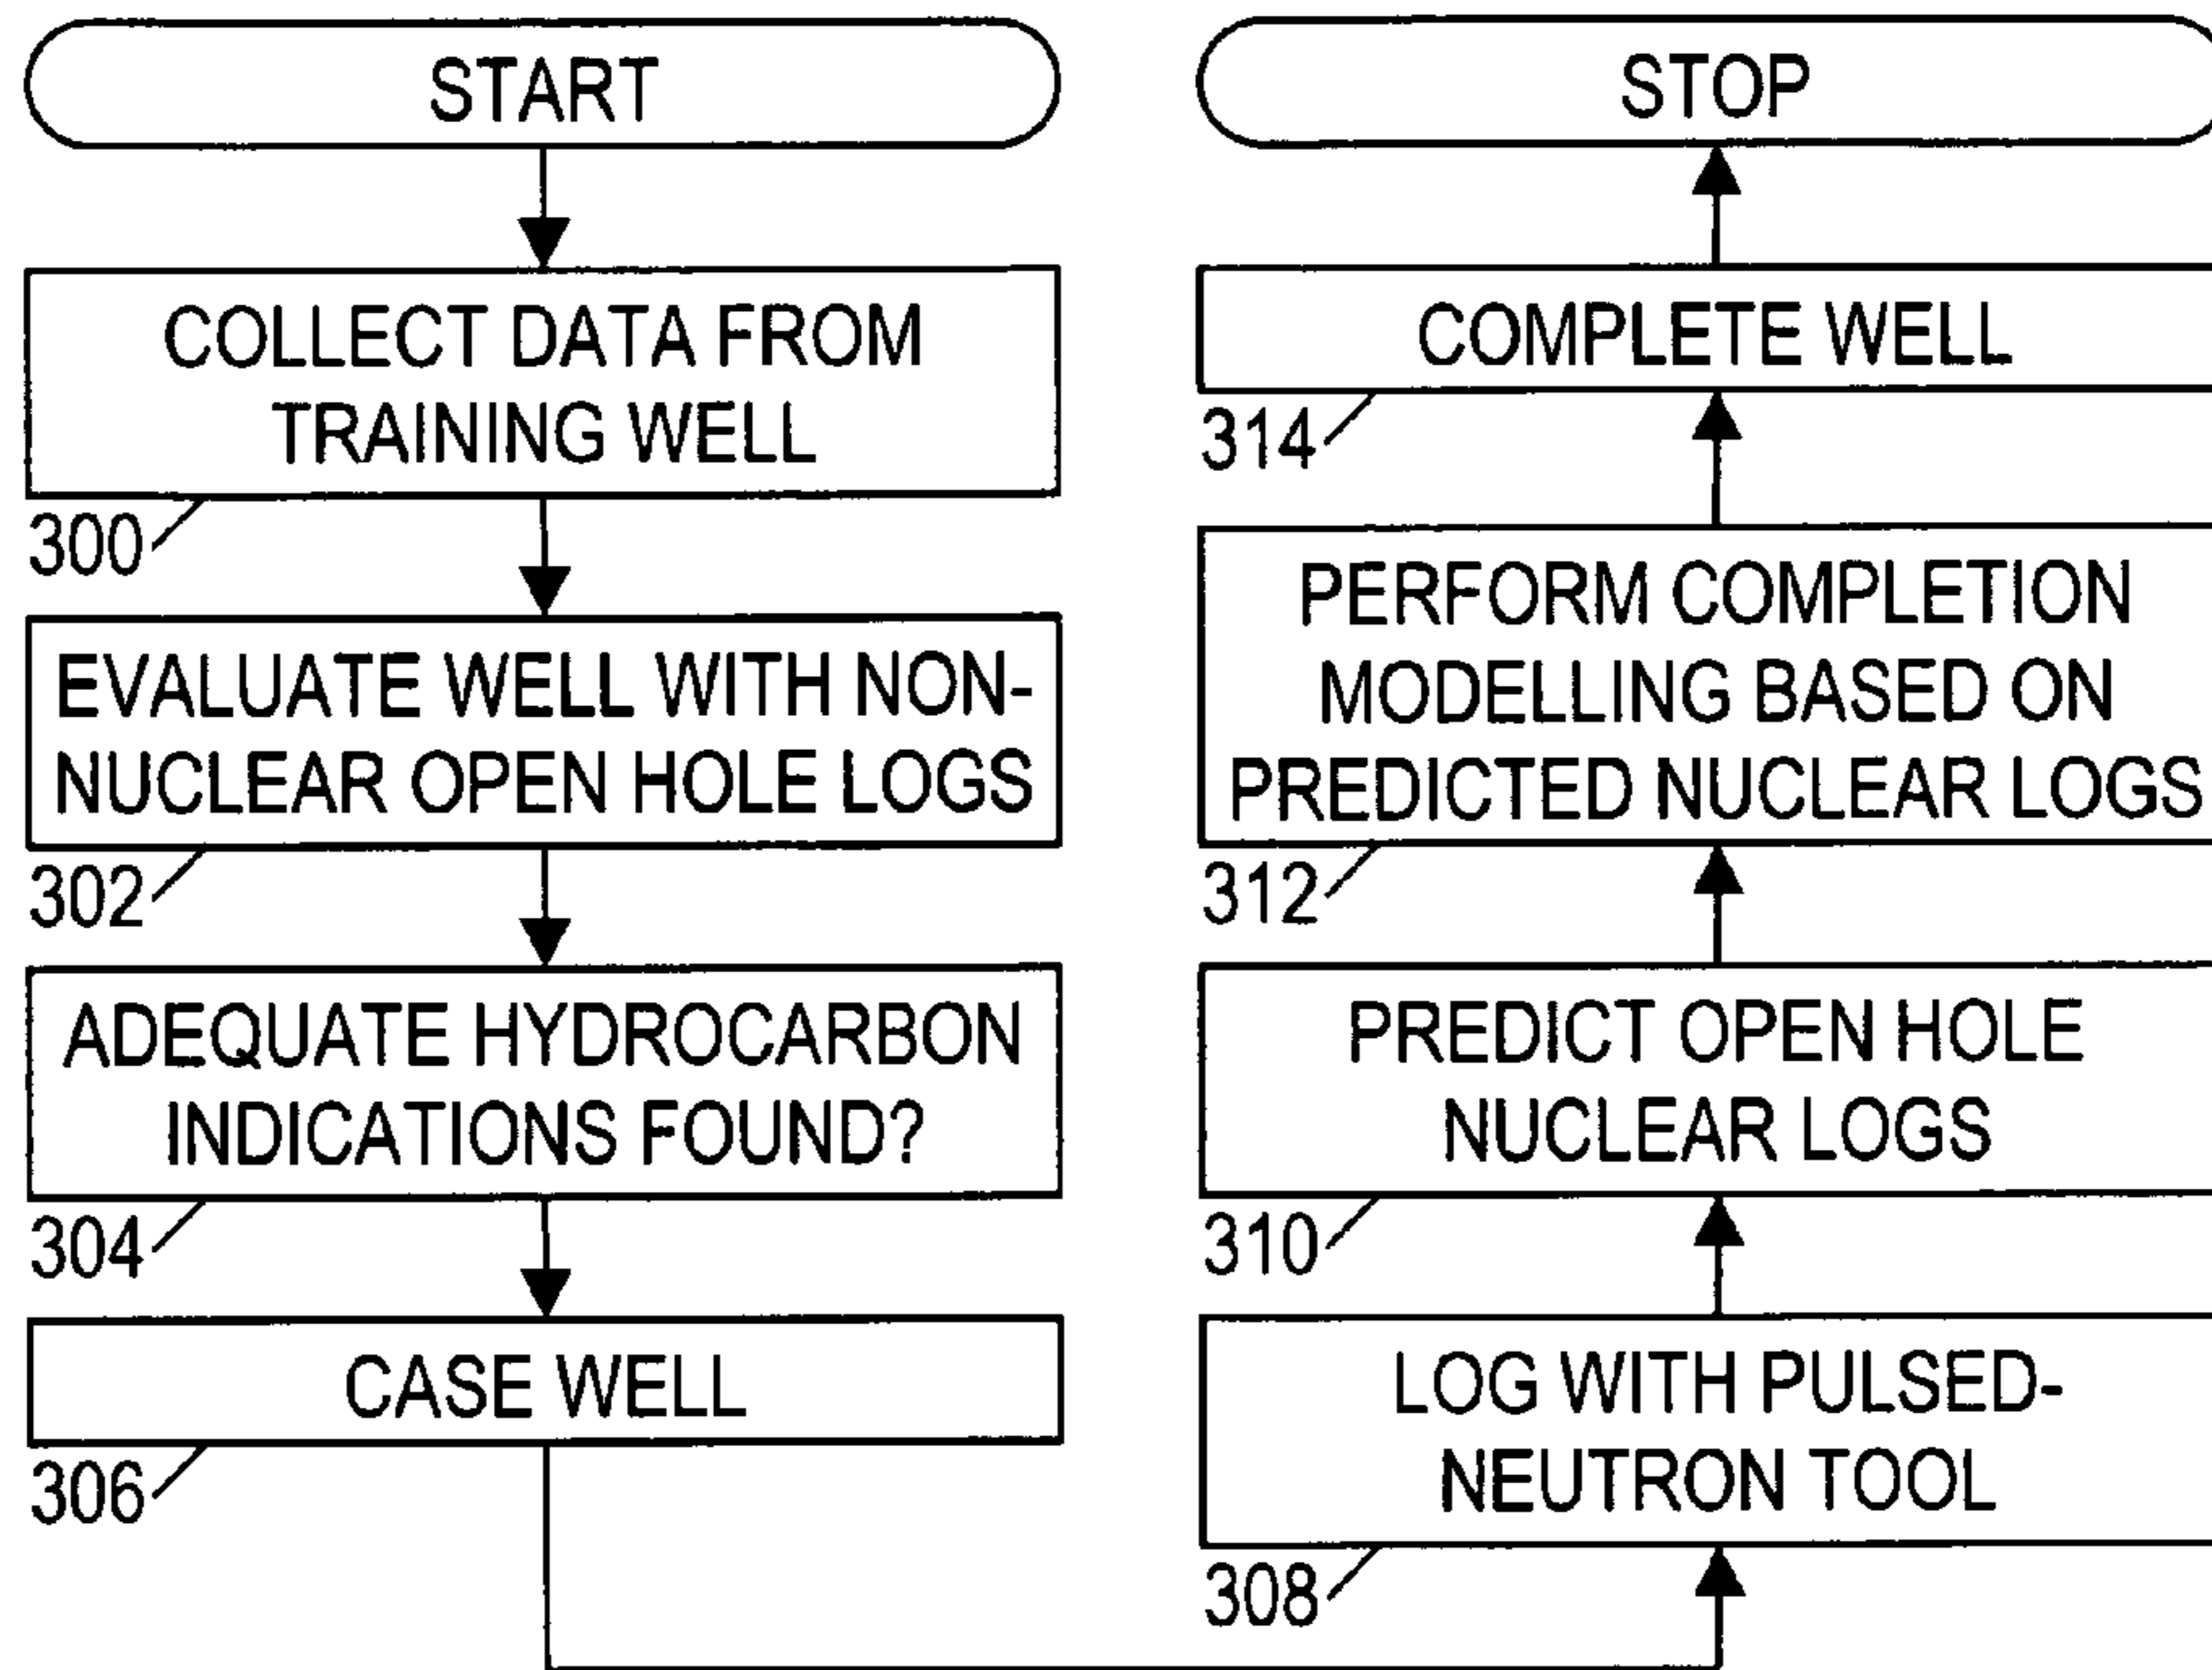 START
COLLECT DATA FROM
TRAINING WELL
300
EVALUATE WELL WITH NON-
NUCLEAR OPEN HOLE LOGS
302
ADEQUATE HYDROCARBON
INDICATIONS FOUND?
304
CASE WELL
306
LOG WITH PULSED-
NEUTRON TOOL
308
PREDICT OPEN HOLE
NUCLEAR LOGS
310
PERFORM COMPLETION
MODELLING BASED ON
PREDICTED NUCLEAR LOGS
312
COMPLETE WELL
314
STOP